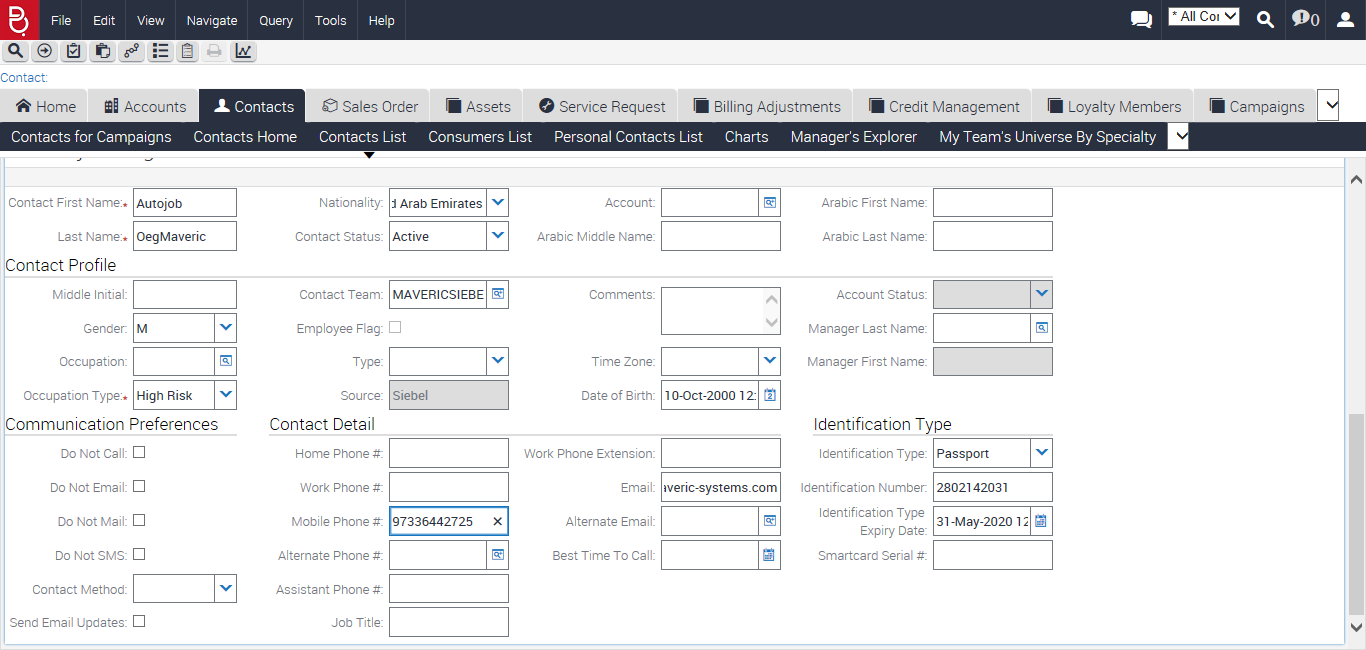 File Edit View Navigate Query Tools Help * All Cor 0
Contact:
Home Accounts Contacts Sales Order Assets Service Request Billing Adjustments Credit Management Loyalty Members Campaigns
Contacts for Campaigns Contacts Home Contacts List Consumers List Personal Contacts List Charts Manager's Explorer My Team's Universe By Specialty
Contact First Name:* Autojob Nationality: d Arab Emirates Account: Arabic First Name:
Last Name:* OegMaveric Contact Status: Active Arabic Middle Name: Arabic Last Name:
Contact Profile
Middle Initial: Contact Team: MAVERICSIEBE Comments: Account Status:
Gender: M Employee Flag: Manager Last Name:
Occupation: Type: Time Zone: Manager First Name:
Occupation Type:* High Risk Source: Siebel Date of Birth: 10-Oct-2000 12:
Communication Preferences Contact Detail Identification Type
Do Not Call: Home Phone #: Work Phone Extension: Identification Type: Passport
Do Not Email: Work Phone #: Email: averic-systems.com Identification Number: 2802142031
Do Not Mail: Mobile Phone #: 97336442725 Alternate Email: Identification Type Expiry Date: 31-May-2020 12
Do Not SMS: Alternate Phone #: Best Time To Call: Smartcard Serial #:
Contact Method: Assistant Phone #:
Send Email Updates: Job Title: